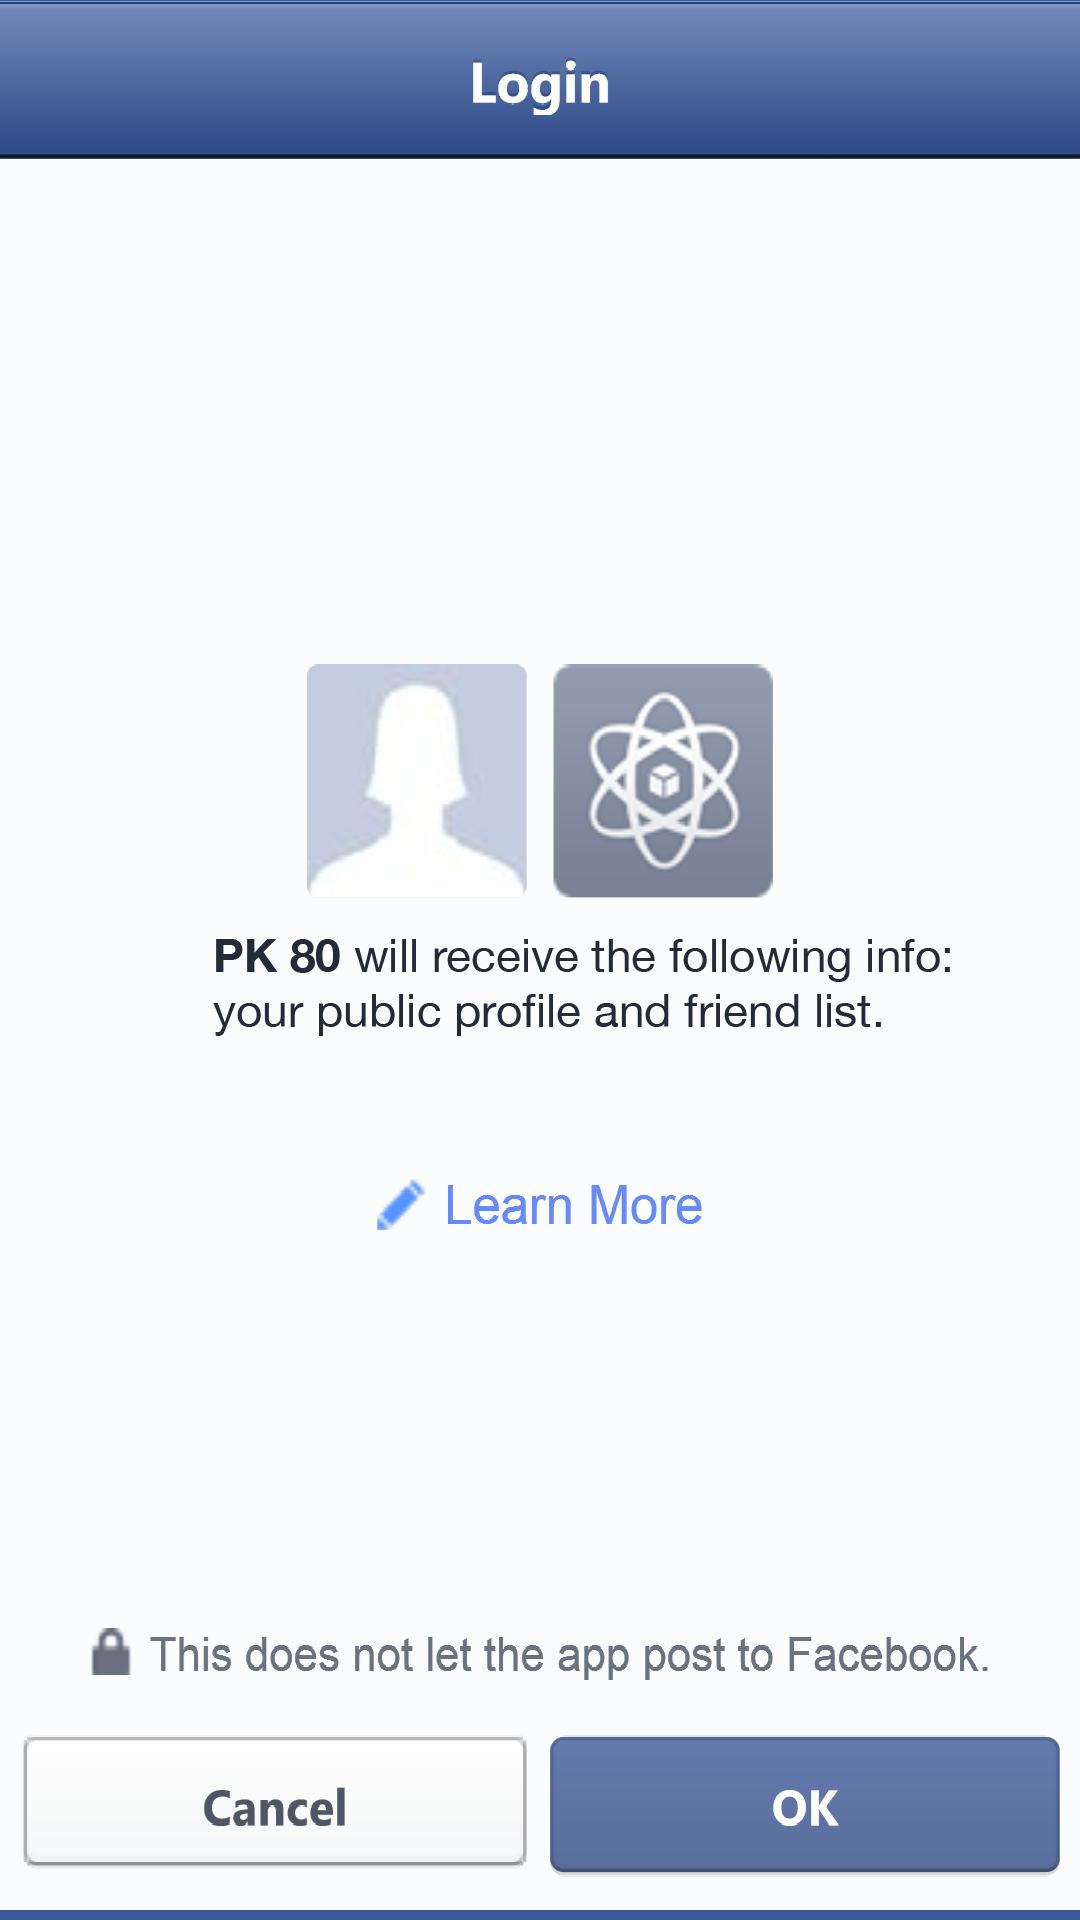 Login
PK 80 will receive the following info:
your public profile and friend list.
Learn More
This does not let the app post to Facebook.
Cancel
OK